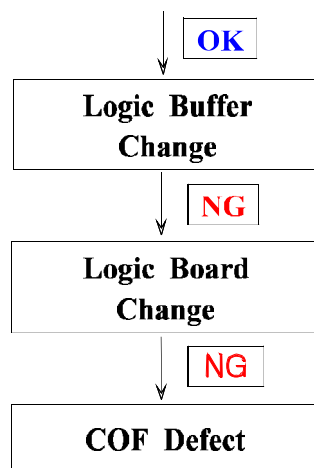 OK
Logic Buffer
Change
NG
Logic Board
Change
NG
COF Defect